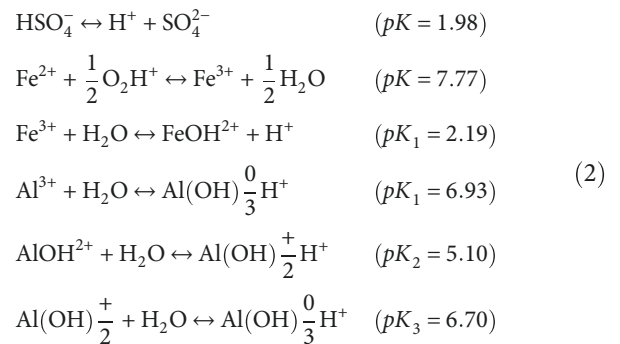 HSO₄⁻ ↔ H⁺ + SO₄²⁻ (pK = 1.98)
Fe²⁺ + 1/2 O₂H⁺ ↔ Fe³⁺ + 1/2 H₂O (pK = 7.77)
Fe³⁺ + H₂O ↔ FeOH²⁺ + H⁺ (pK₁ = 2.19)
Al³⁺ + H₂O ↔ Al(OH) 0/3 H⁺ (pK₁ = 6.93)
AlOH²⁺ + H₂O ↔ Al(OH) +/2 H⁺ (pK₂ = 5.10)
Al(OH) +/2 + H₂O ↔ Al(OH) 0/3 H⁺ (pK₃ = 6.70)
(2)